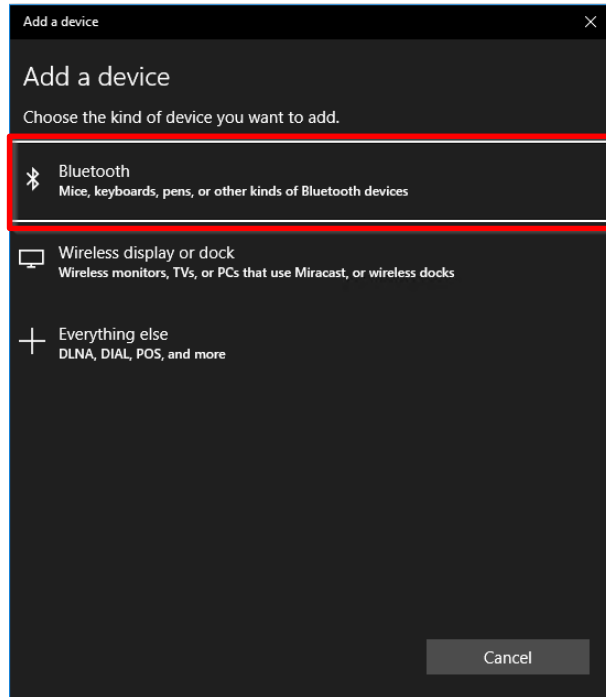 Add a device
Add a device
Choose the kind of device you want to add.
Bluetooth
Mice, keyboards, pens, or other kinds of Bluetooth devices
Wireless display or dock
Wireless monitors, TVs, or PCs that use Miracast, or wireless docks
Everything else
DLNA, DIAL, POS, and more
Cancel